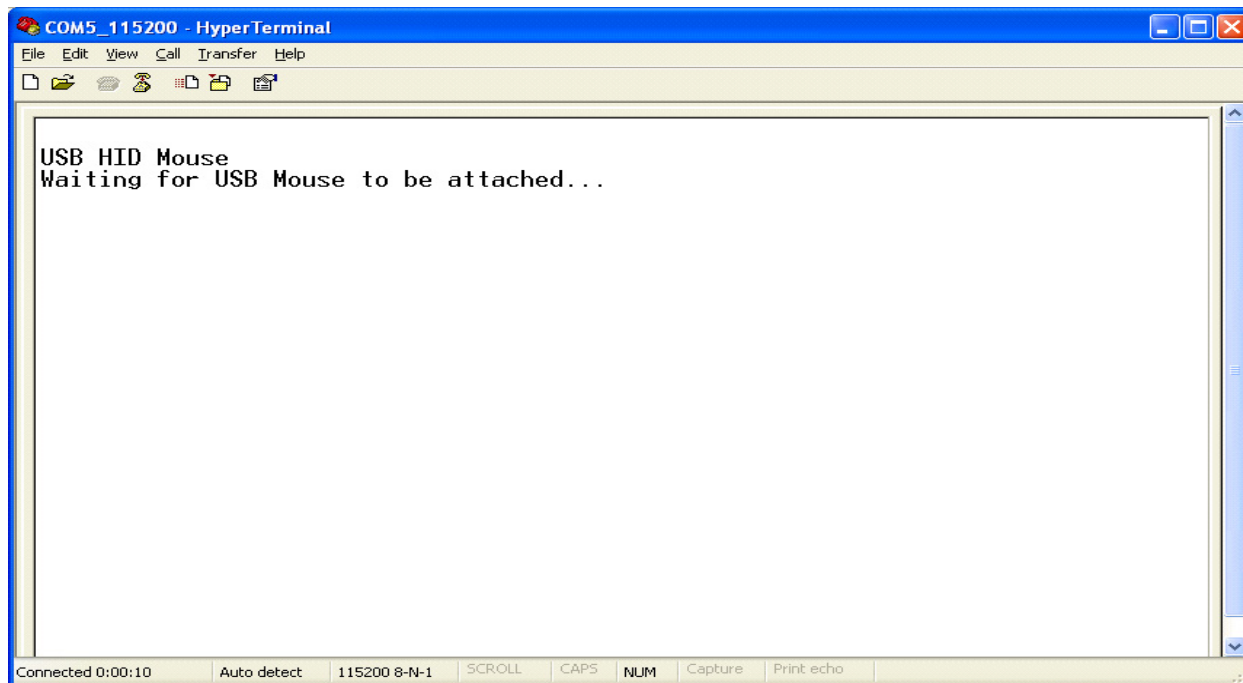 COM5_115200 - HyperTerminal
File Edit View Call Transfer Help
USB HID Mouse
Waiting for USB Mouse to be attached...
Connected 0:00:10 Auto detect 115200 8-N-1 SCROLL CAPS NUM Capture Print echo